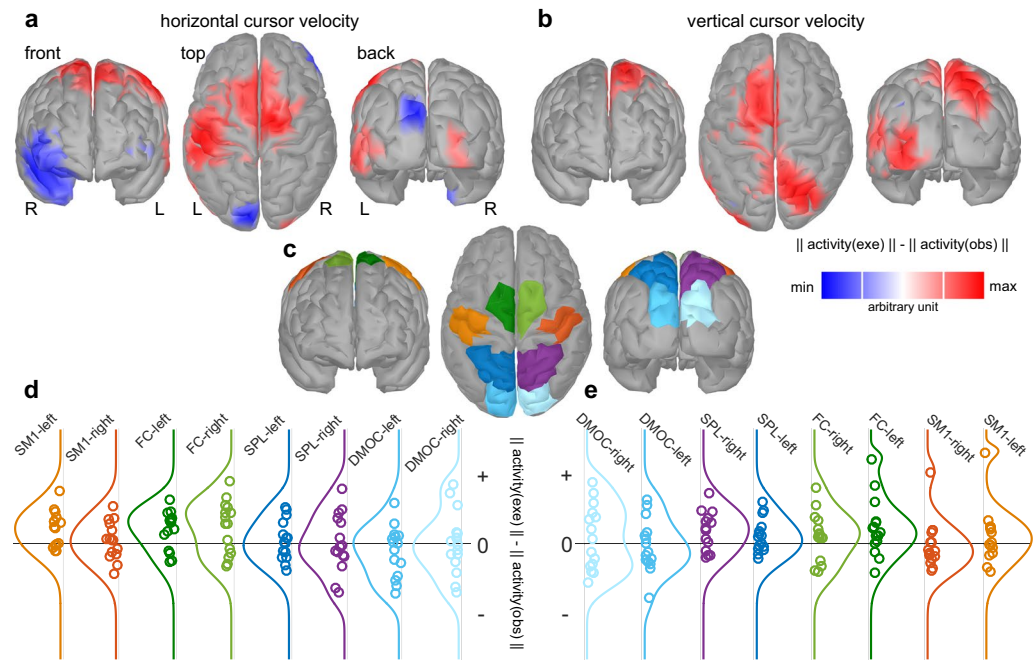 a
horizontal cursor velocity
b
vertical cursor velocity
front
top
back
R
L
L
R
L
R
|| activity(exe) || - || activity(obs) ||
min
max
arbitrary unit
c
d
SM1-left
SM1-right
FC-left
FC-right
SPL-left
SPL-right
DMOC-left
DMOC-right
+
0
-
|| activity(exe) || - || activity(obs) ||
e
DMOC-right
DMOC-left
SPL-right
SPL-left
FC-right
FC-left
SM1-right
SM1-left
+
0
-